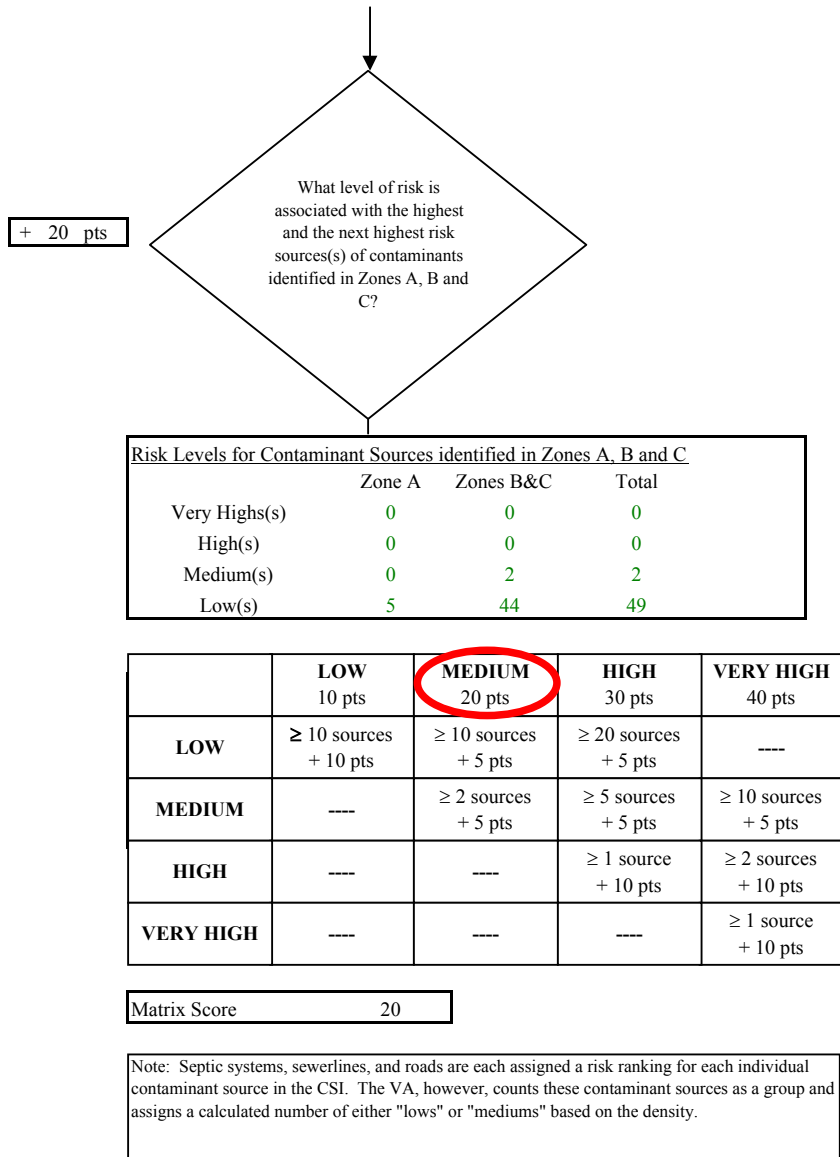 What level of risk is
associated with the highest
and the next highest risk
sources(s) of contaminants
identified in Zones A, B and
C?
+ 20 pts
Risk Levels for Contaminant Sources identified in Zones A, B and C
Zone A Zones B&C Total
Very Highs(s) 0 0 0
High(s) 0 0 0
Medium(s) 0 2 2
Low(s) 5 44 49
LOW MEDIUM HIGH VERY HIGH
10 pts 20 pts 30 pts 40 pts
LOW ≥ 10 sources ≥ 10 sources ≥ 20 sources ----
+ 10 pts + 5 pts + 5 pts
MEDIUM ---- ≥ 2 sources ≥ 5 sources ≥ 10 sources
+ 5 pts + 5 pts + 5 pts
HIGH ---- ---- ≥ 1 source ≥ 2 sources
+ 10 pts + 10 pts
VERY HIGH ---- ---- ---- ≥ 1 source
+ 10 pts
Matrix Score 20
Note: Septic systems, sewerlines, and roads are each assigned a risk ranking for each individual
contaminant source in the CSI. The VA, however, counts these contaminant sources as a group and
assigns a calculated number of either "lows" or "mediums" based on the density.